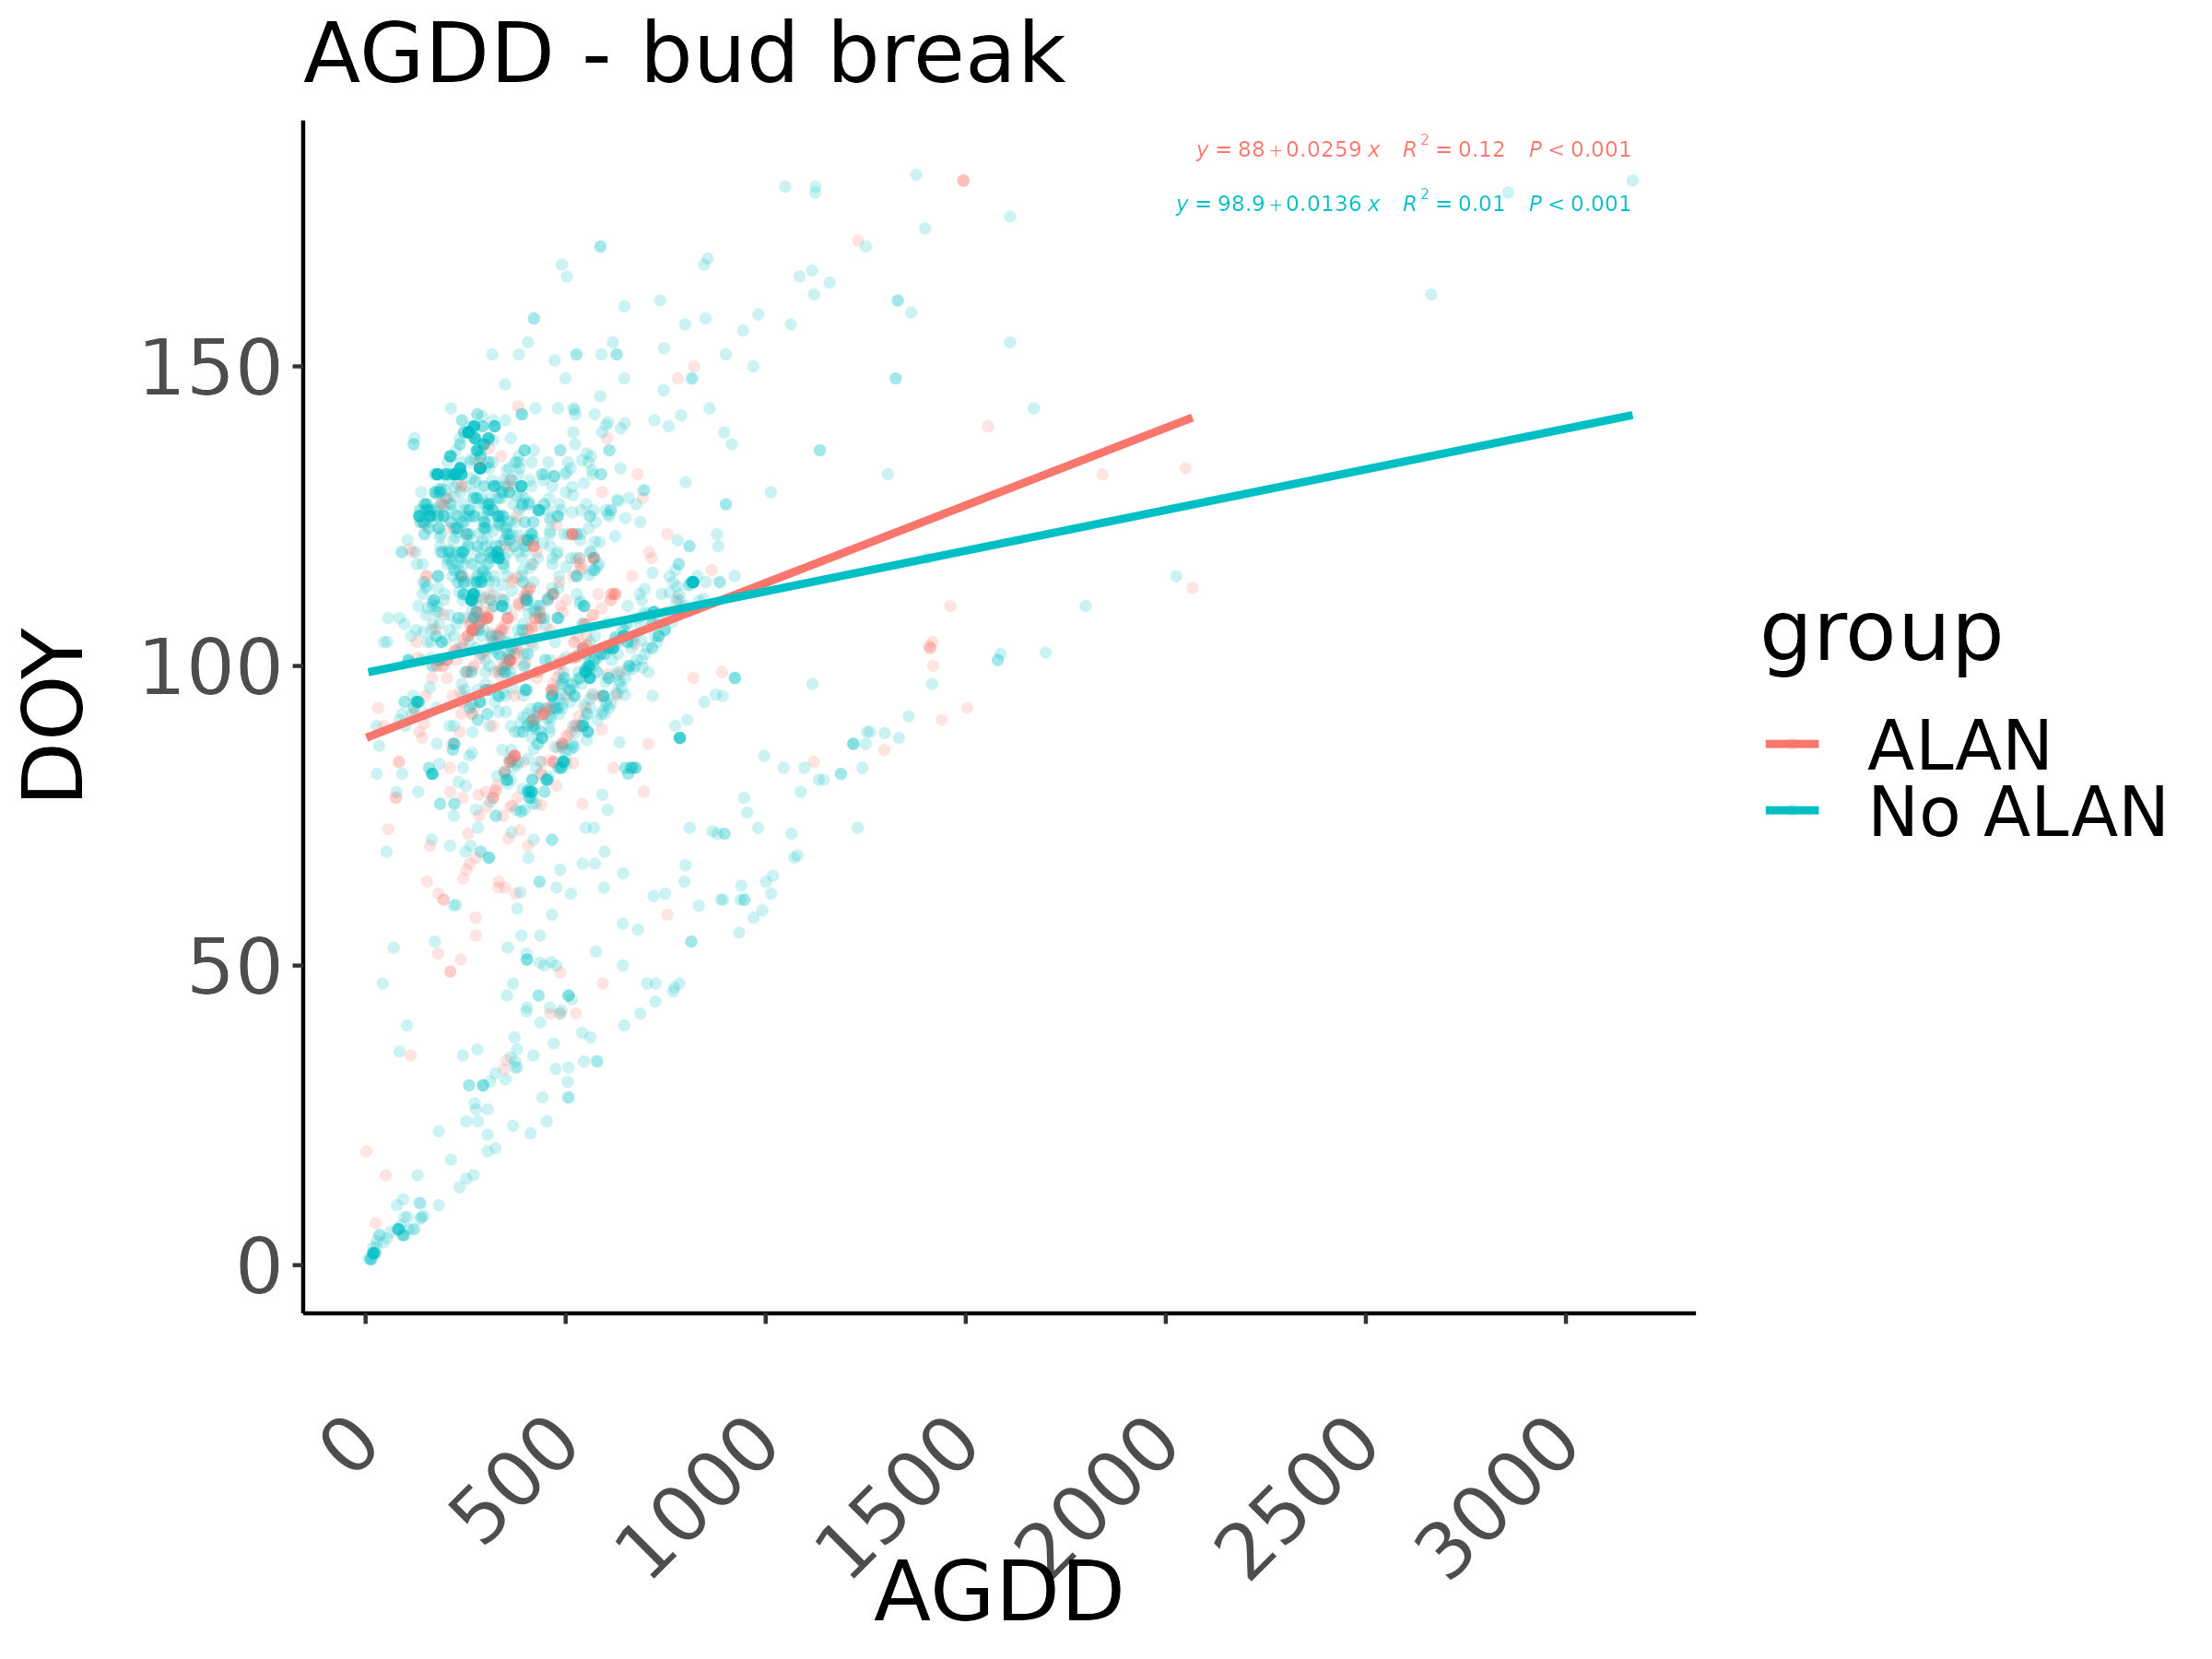 AGDD - bud break
y = 88 + 0.0259 x R² = 0.12 P < 0.001
y = 98.9 + 0.0136 x R² = 0.01 P < 0.001
DOY
150
100
50
0
group
ALAN
No ALAN
0
500
1000
1500
2000
2500
3000
AGDD